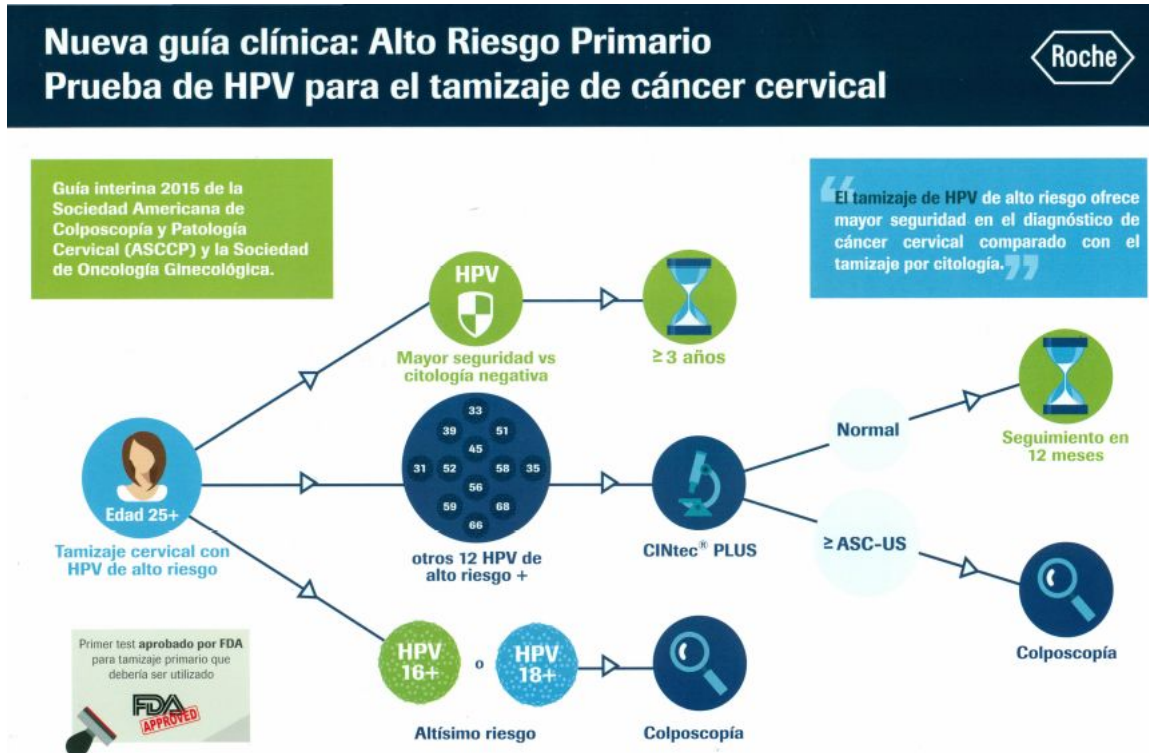 Nueva guía clínica: Alto Riesgo Primario
Prueba de HPV para el tamizaje de cáncer cervical
Roche
Guía interina 2015 de la
Sociedad Americana de
Colposcopía y Patología
Cervical (ASCCP) y la Sociedad
de Oncología Ginecológica.
“El tamizaje de HPV de alto riesgo ofrece
mayor seguridad en el diagnóstico de
cáncer cervical comparado con el
tamizaje por citología.”
HPV
Mayor seguridad vs
citología negativa
≥ 3 años
Edad 25+
Tamizaje cervical con
HPV de alto riesgo
33
39 51
45
31 52 58 35
56
59 68
66
otros 12 HPV de
alto riesgo +
CINtec® PLUS
Normal
Seguimiento en
12 meses
≥ ASC-US
Colposcopía
HPV
16+
o
HPV
18+
Altísimo riesgo
Colposcopía
Primer test aprobado por FDA
para tamizaje primario que
debería ser utilizado
FDA
APPROVED